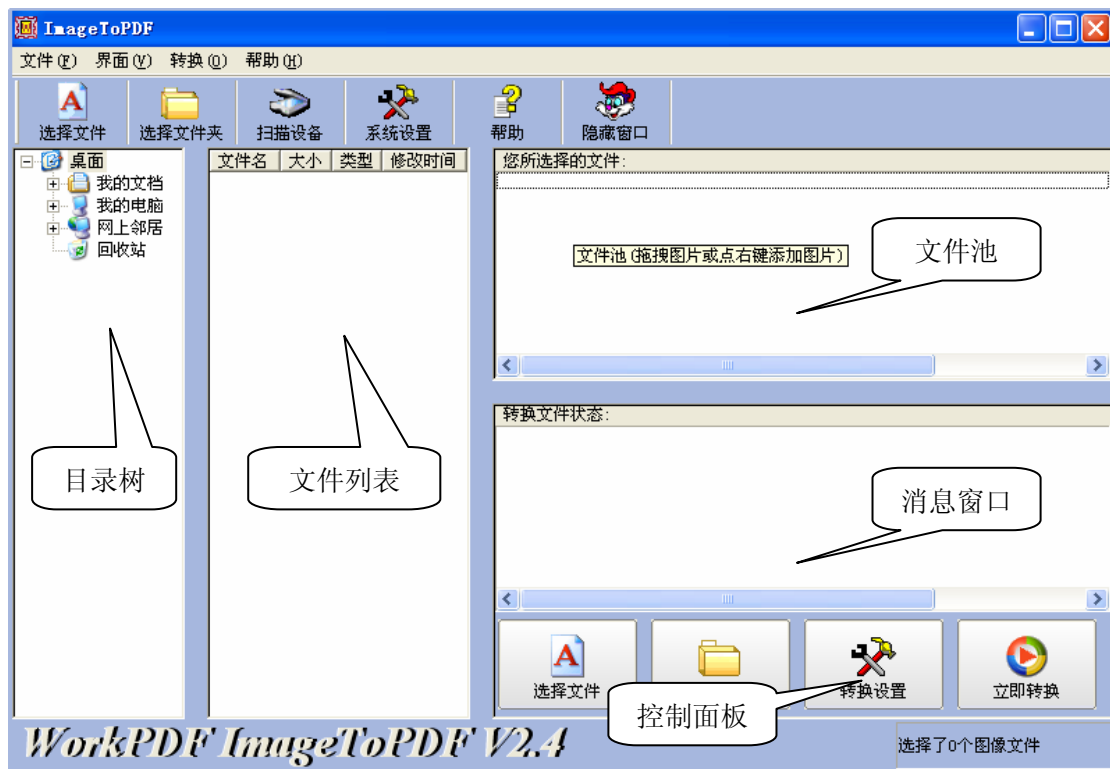 ImageToPDF
文件(F) 界面(V) 转换(Q) 帮助(H)
选择文件 选择文件夹 扫描设备 系统设置 帮助 隐藏窗口
桌面
我的文档
我的电脑
网上邻居
回收站
文件名 大小 类型 修改时间
您所选择的文件:
文件池(拖拽图片或点右键添加图片)
文件池
转换文件状态:
目录树
文件列表
消息窗口
选择文件 转换设置 立即转换
控制面板
WorkPDF ImageToPDF V2.4
选择了0个图像文件